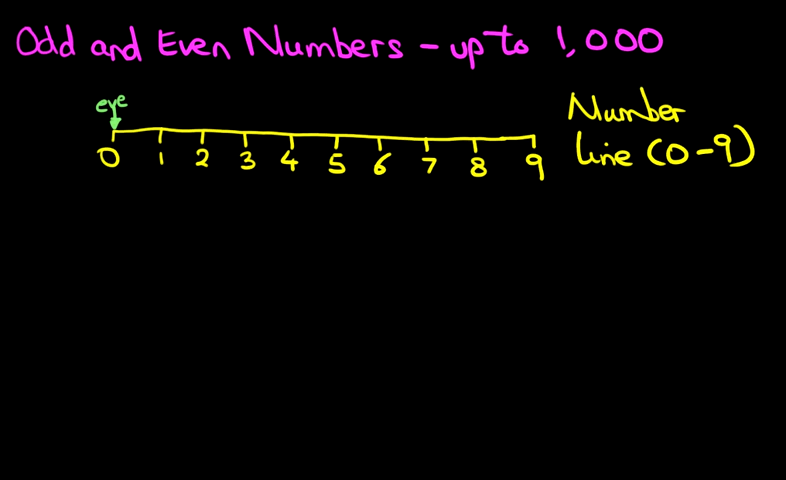 Odd and Even Numbers - up to 1,000
eve
0 1 2 3 4 5 6 7 8 9
Number
line (0-9)